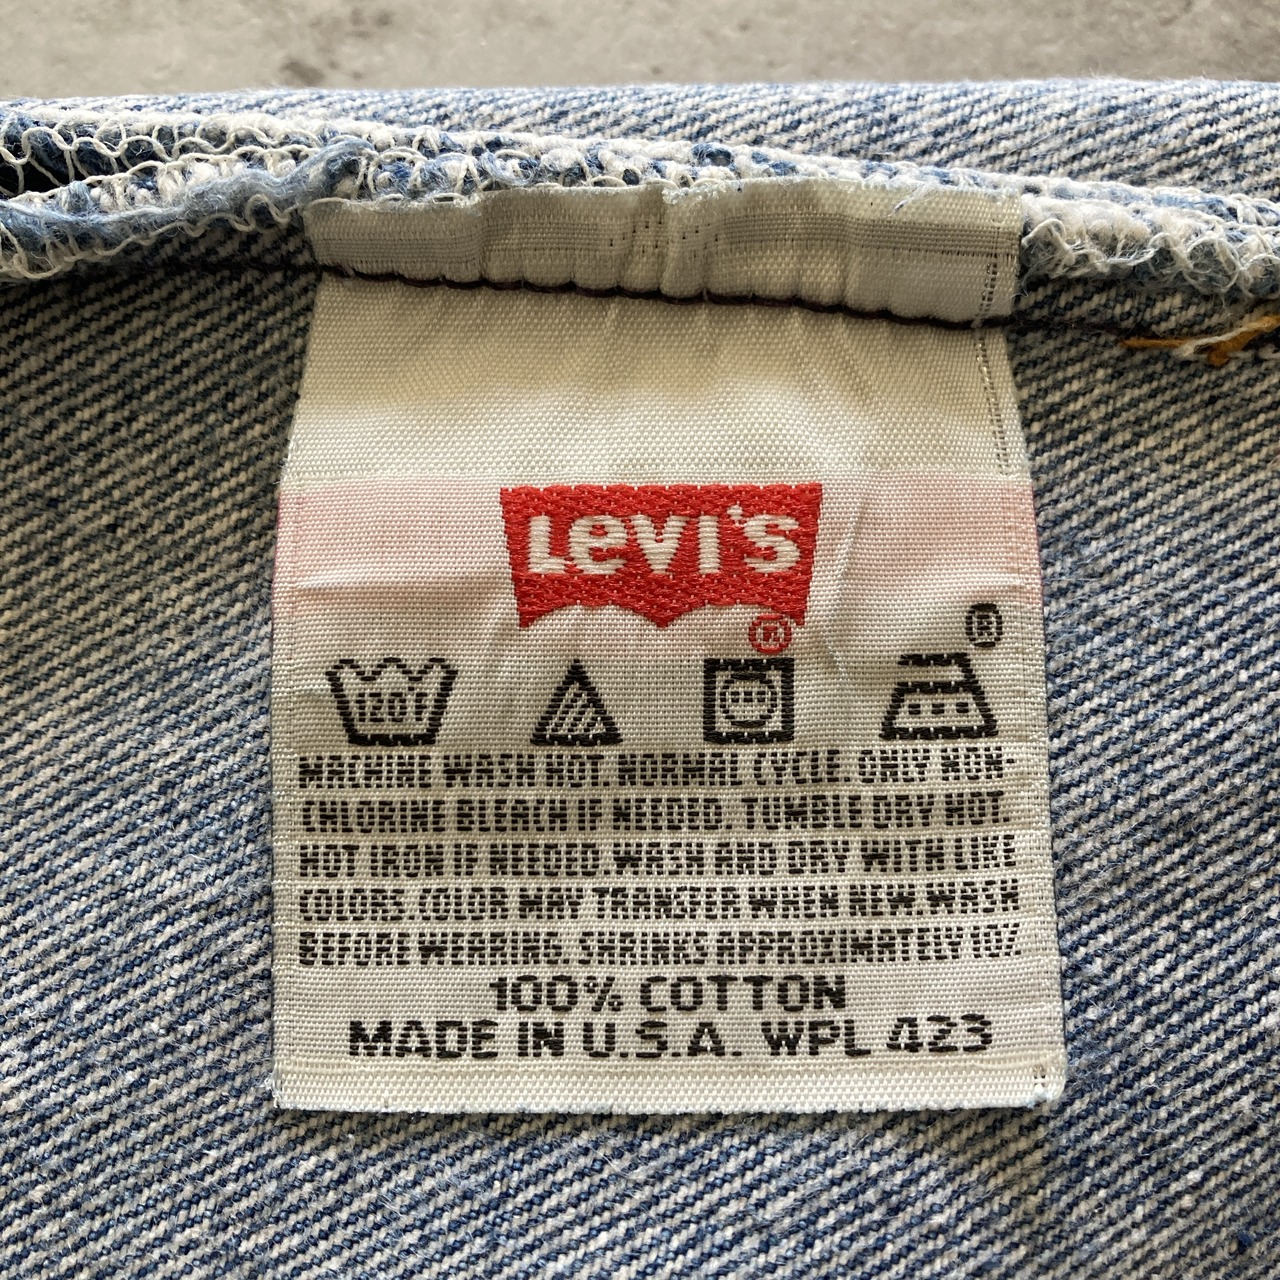 LEVI'S
®
®
120F
MACHINE WASH HOT. NORMAL CYCLE. ONLY NON-
CHLORINE BLEACH IF NEEDED. TUMBLE DRY HOT.
HOT IRON IF NEEDED. WASH AND DRY WITH LIKE
COLORS. COLOR MAY TRANSFER WHEN NEW. WASH
BEFORE WEARING. SHRINKS APPROXIMATELY 10%
100% COTTON
MADE IN U.S.A. WPL 423